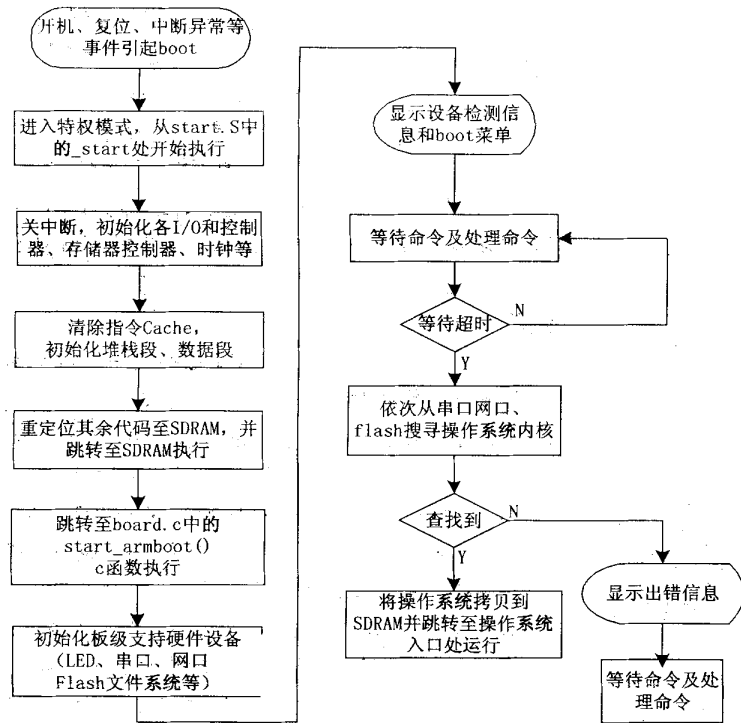 开机、复位、中断异常等
事件引起boot
进入特权模式，从start.S中
的_start处开始执行
关中断，初始化各I/O和控制
器、存储器控制器、时钟等
清除指令Cache，
初始化堆栈段、数据段
重定位其余代码至SDRAM，并
跳转至SDRAM执行
跳转至board.c中的
start_armboot()
c函数执行
初始化板级支持硬件设备
（LED、串口、网口
Flash文件系统等）
显示设备检测信
息和boot菜单
等待命令及处理命令
等待超时
N
Y
依次从串口网口、
flash搜寻操作系统内核
查找到
N
Y
将操作系统拷贝到
SDRAM并跳转至操作系统
入口处运行
显示出错信息
等待命令及处
理命令